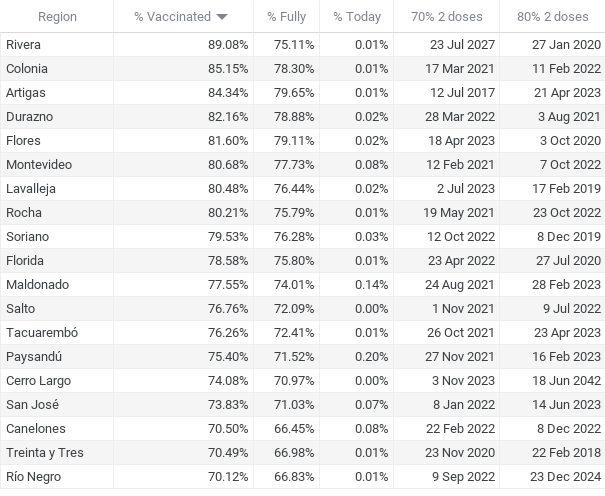 Region % Vaccinated % Fully % Today 70% 2 doses 80% 2 doses
Rivera 89.08% 75.11% 0.01% 23 Jul 2027 27 Jan 2020
Colonia 85.15% 78.30% 0.01% 17 Mar 2021 11 Feb 2022
Artigas 84.34% 79.65% 0.01% 12 Jul 2017 21 Apr 2023
Durazno 82.16% 78.88% 0.02% 28 Mar 2022 3 Aug 2021
Flores 81.60% 79.11% 0.02% 18 Apr 2023 3 Oct 2020
Montevideo 80.68% 77.73% 0.08% 12 Feb 2021 7 Oct 2022
Lavalleja 80.48% 76.44% 0.02% 2 Jul 2023 17 Feb 2019
Rocha 80.21% 75.79% 0.01% 19 May 2021 23 Oct 2022
Soriano 79.53% 76.28% 0.03% 12 Oct 2022 8 Dec 2019
Florida 78.58% 75.80% 0.01% 23 Apr 2022 27 Jul 2020
Maldonado 77.55% 74.01% 0.14% 24 Aug 2021 28 Feb 2023
Salto 76.76% 72.09% 0.00% 1 Nov 2021 9 Jul 2022
Tacuarembó 76.26% 72.41% 0.01% 26 Oct 2021 23 Apr 2023
Paysandú 75.40% 71.52% 0.20% 27 Nov 2021 16 Feb 2023
Cerro Largo 74.08% 70.97% 0.00% 3 Nov 2023 18 Jun 2042
San José 73.83% 71.03% 0.07% 8 Jan 2022 14 Jun 2023
Canelones 70.50% 66.45% 0.08% 22 Feb 2022 8 Dec 2022
Treinta y Tres 70.49% 66.98% 0.01% 23 Nov 2020 22 Feb 2018
Río Negro 70.12% 66.83% 0.01% 9 Sep 2022 23 Dec 2024